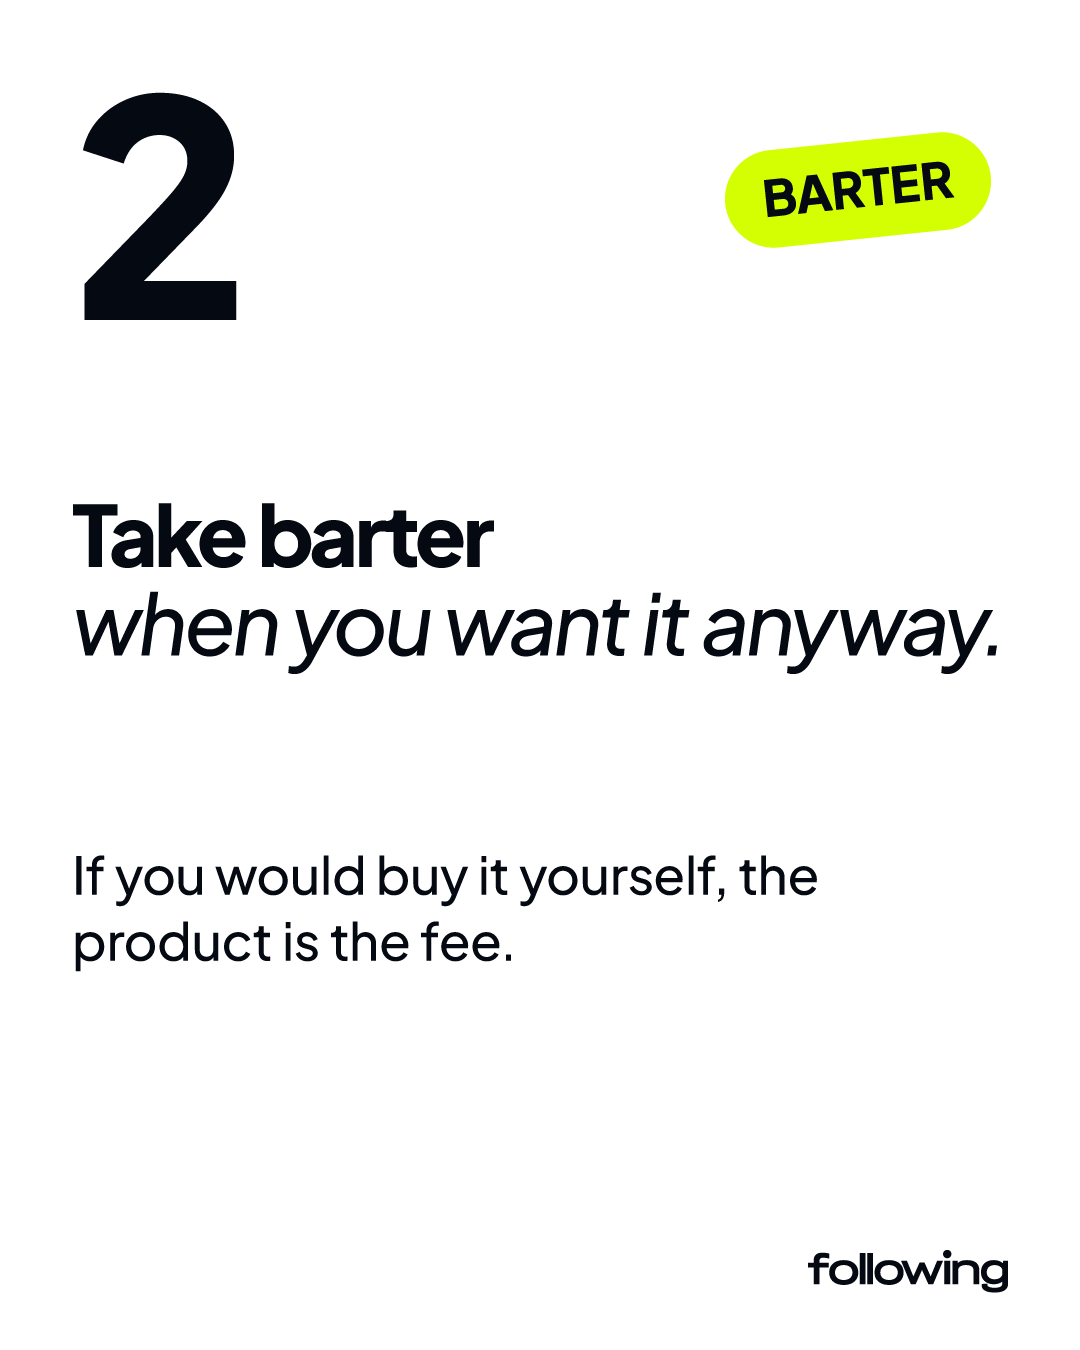 2
BARTER
Take barter
when you want it anyway.
If you would buy it yourself, the
product is the fee.
following